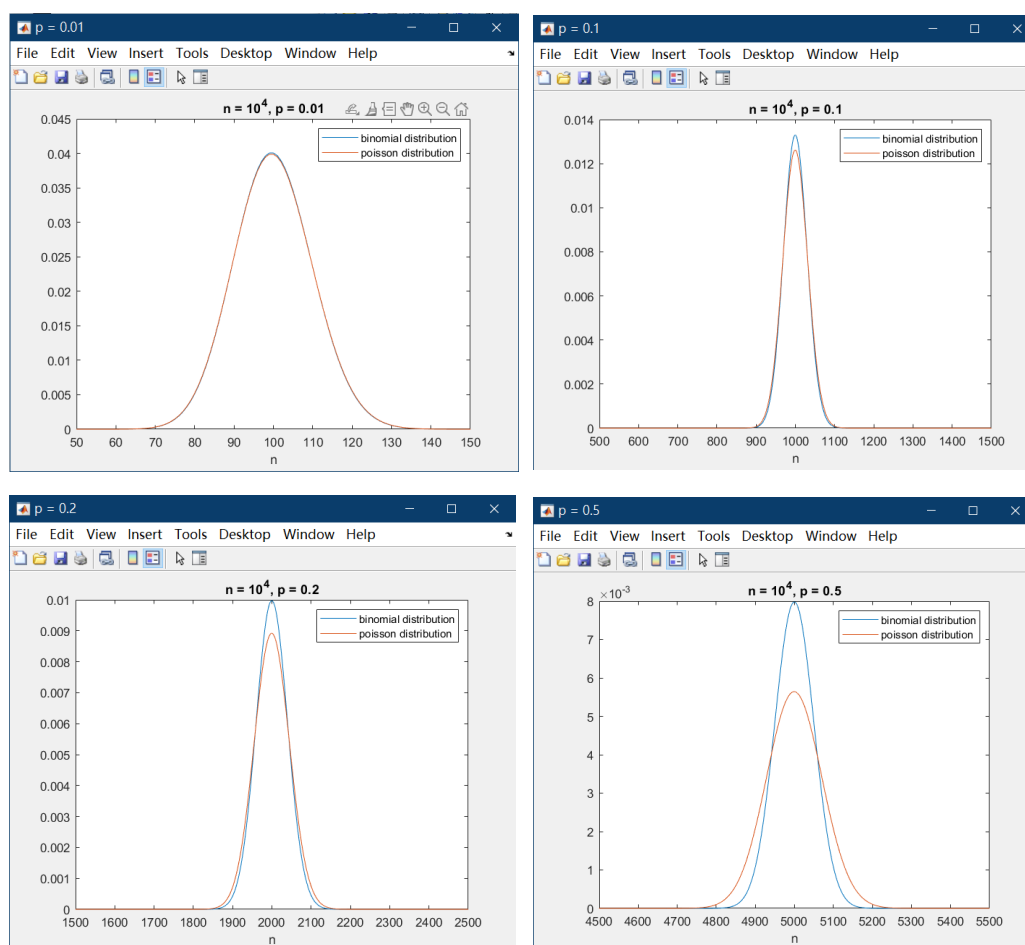 p = 0.01
File Edit View Insert Tools Desktop Window Help
n = 10^4, p = 0.01
binomial distribution
poisson distribution
0.045
0.04
0.035
0.03
0.025
0.02
0.015
0.01
0.005
0
50 60 70 80 90 100 110 120 130 140 150
n
p = 0.1
File Edit View Insert Tools Desktop Window Help
n = 10^4, p = 0.1
binomial distribution
poisson distribution
0.014
0.012
0.01
0.008
0.006
0.004
0.002
0
500 600 700 800 900 1000 1100 1200 1300 1400 1500
n
p = 0.2
File Edit View Insert Tools Desktop Window Help
n = 10^4, p = 0.2
binomial distribution
poisson distribution
0.01
0.009
0.008
0.007
0.006
0.005
0.004
0.003
0.002
0.001
0
1500 1600 1700 1800 1900 2000 2100 2200 2300 2400 2500
n
p = 0.5
File Edit View Insert Tools Desktop Window Help
×10^-3
n = 10^4, p = 0.5
binomial distribution
poisson distribution
8
7
6
5
4
3
2
1
0
4500 4600 4700 4800 4900 5000 5100 5200 5300 5400 5500
n